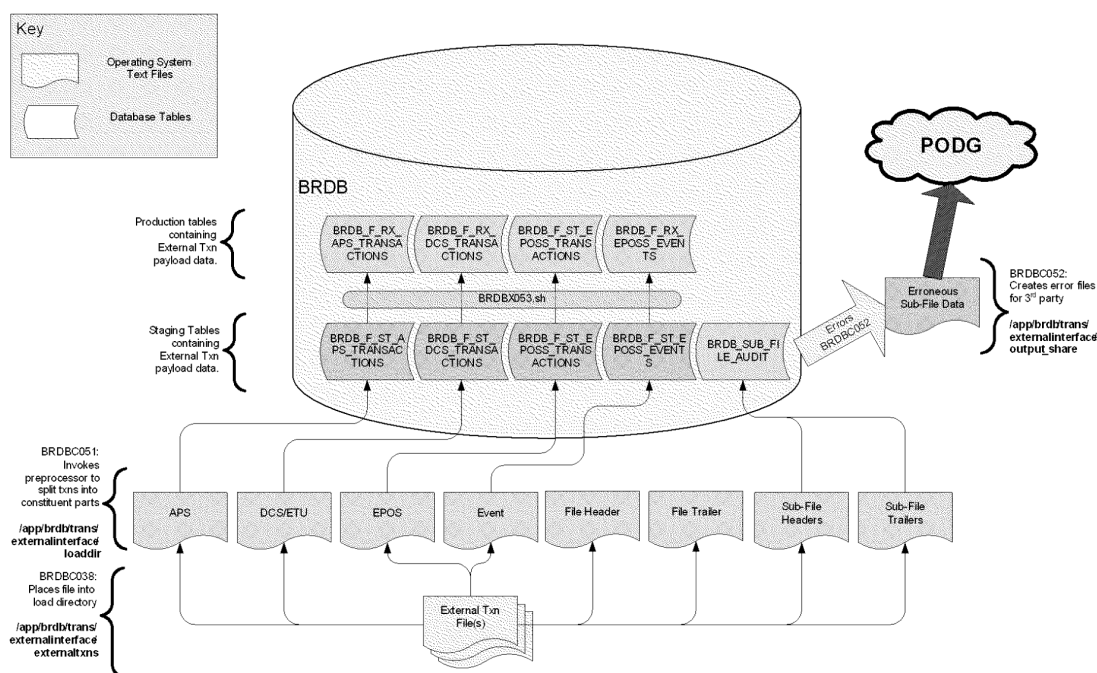 Key
Operating System
Text Files
Database Tables
PODG
BRDB
Production tables
containing
External Txn
payload data.
BRDB_F_RX_
APS_TRANSA
CTIONS
BRDB_F_RX_
DCS_TRANSA
CTIONS
BRDB_F_ST_E
POSS_TRANS
ACTIONS
BRDB_F_RX_
EPOSS_EVEN
TS
BRDBX053.sh
Staging Tables
containing
External Txn
payload data.
BRDB_F_ST_A
PS_TRANSAC
TIONS
BRDB_F_ST_
DCS_TRANSA
CTIONS
BRDB_F_ST_E
POSS_TRANS
ACTIONS
BRDB_F_ST_E
POSS_EVENT
S
BRDB_SUB_FI
LE_AUDIT
Errors
BRDBC052
Erroneous
Sub-File Data
BRDBC052:
Creates error files
for 3rd party
/app/brdb/trans/
externalinterface/
output_share
BRDBC051:
Invokes
preprocessor to
split txns into
constituent parts
/app/brdb/trans/
externalinterface/
loaddir
APS
DCS/ETU
EPOS
Event
File Header
File Trailer
Sub-File
Headers
Sub-File
Trailers
BRDBC038:
Places file into
load directory
/app/brdb/trans/
externalinterface/
externaltxns
External Txn
File(s)